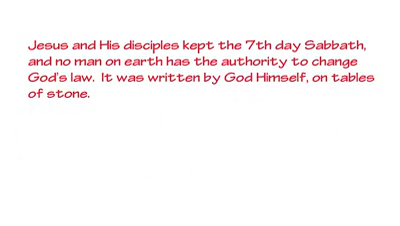 Jesus and His disciples kept the 7th day Sabbath,
and no man on earth has the authority to change
God's law.  It was written by God Himself, on tables
of stone.